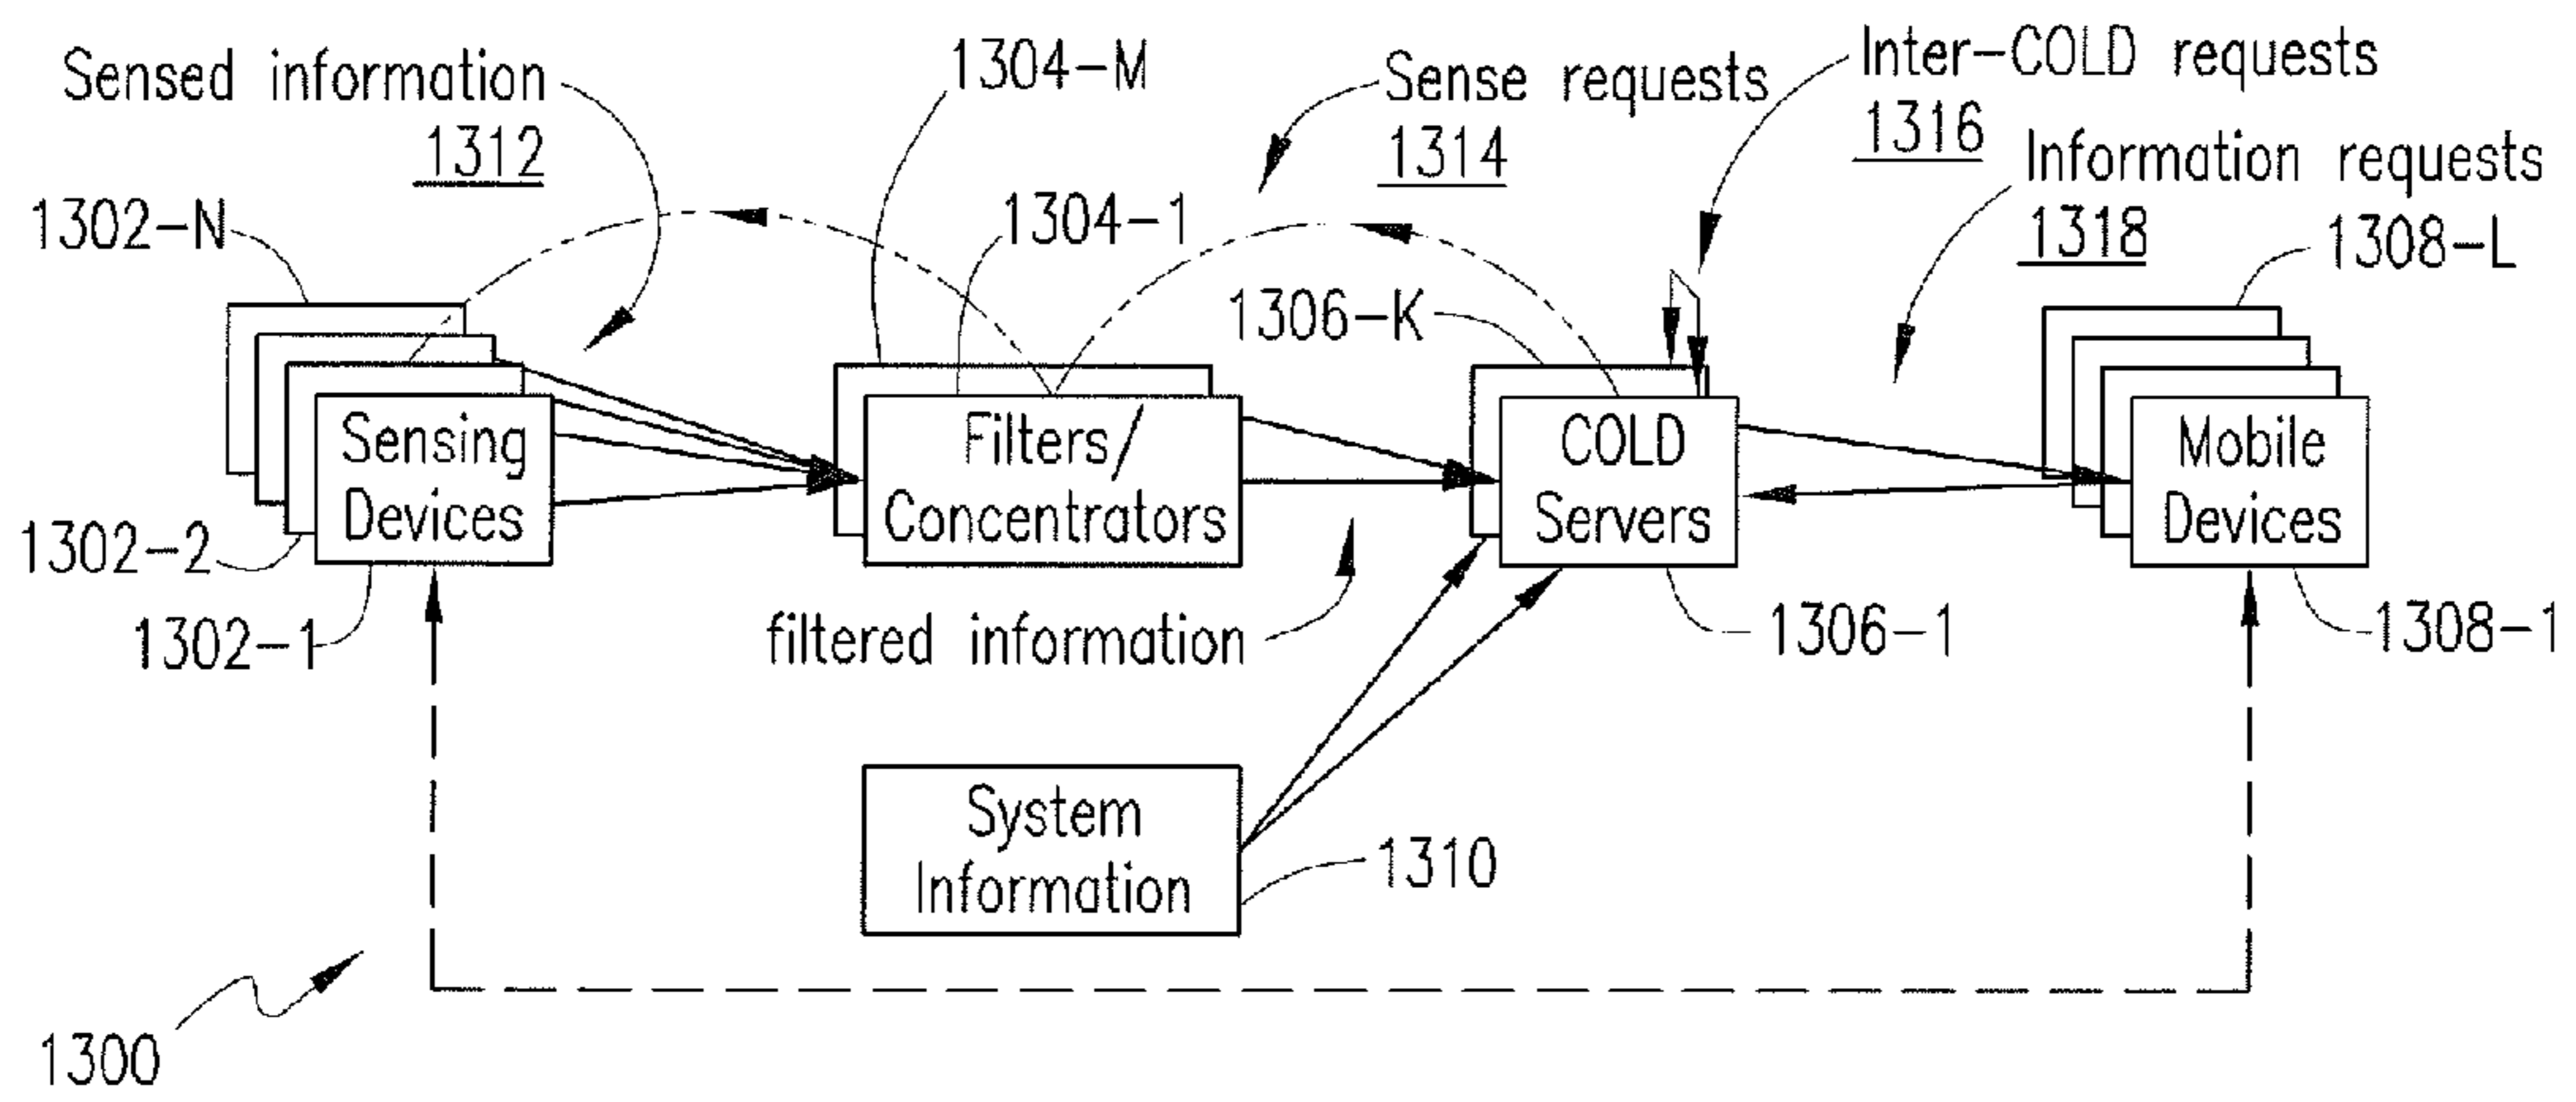 Sensed information
1312
1304-M
Sense requests
1314
Inter-COLD requests
1316
Information requests
1318
1302-N
1304-1
1306-K
1308-L
Sensing
Devices
Filters/
Concentrators
COLD
Servers
Mobile
Devices
1302-2
1302-1
filtered information
1306-1
1308-1
System
Information
1310
1300